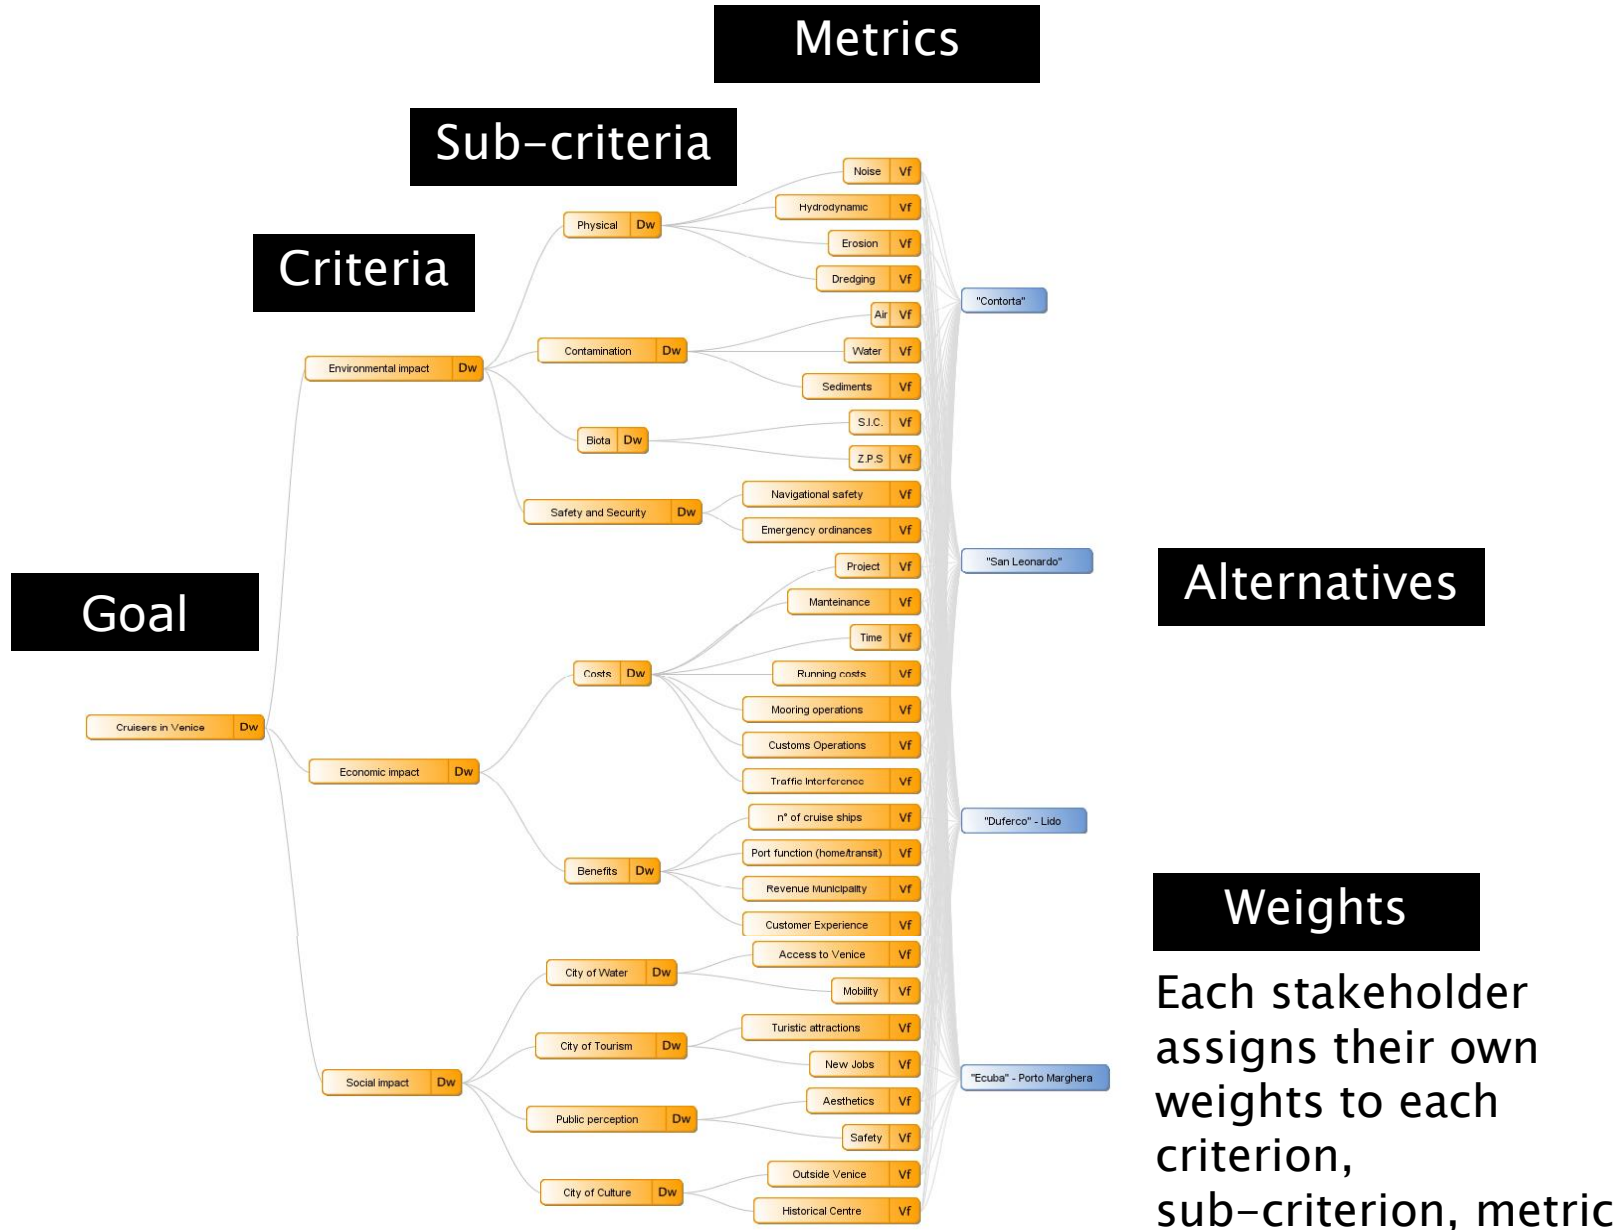 Metrics
Sub-criteria
Criteria
Goal
Alternatives
Weights
Each stakeholder
assigns their own
weights to each
criterion,
sub-criterion, metric
Cruisers in Venice Dw
Environmental impact Dw
Economic impact Dw
Social impact Dw
Physical Dw
Contamination Dw
Biota Dw
Safety and Security Dw
Costs Dw
Benefits Dw
City of Water Dw
City of Tourism Dw
Public perception Dw
City of Culture Dw
Noise Vf
Hydrodynamic Vf
Erosion Vf
Dredging Vf
Air Vf
Water Vf
Sediments Vf
S.I.C. Vf
Z.P.S Vf
Navigational safety Vf
Emergency ordinances Vf
Project Vf
Manteinance Vf
Time Vf
Running costs Vf
Mooring operations Vf
Customs Operations Vf
Traffic Interference Vf
n° of cruise ships Vf
Port function (home/transit) Vf
Revenue Municipality Vf
Customer Experience Vf
Access to Venice Vf
Mobility Vf
Turistic attractions Vf
New Jobs Vf
Aesthetics Vf
Safety Vf
Outside Venice Vf
Historical Centre Vf
"Contorta"
"San Leonardo"
"Duferco" - Lido
"Ecuba" - Porto Marghera